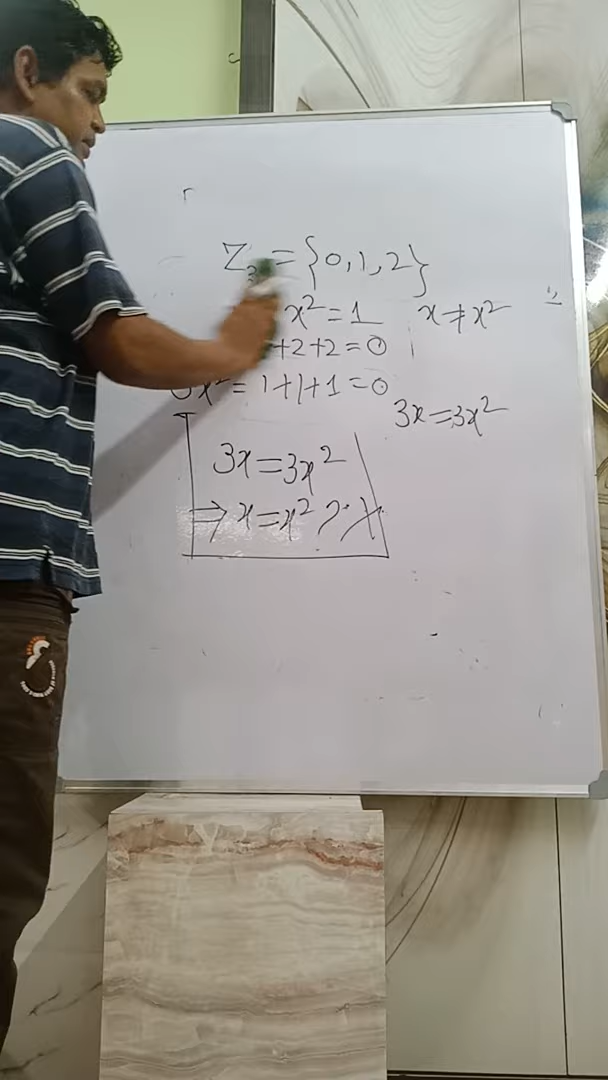 Z₃ = {0, 1, 2}
x² = 1 x ≠ x²
+2+2=0
3x² = 1+1+1=0
3x=3x²
3x=3x²
⇒ x=x²